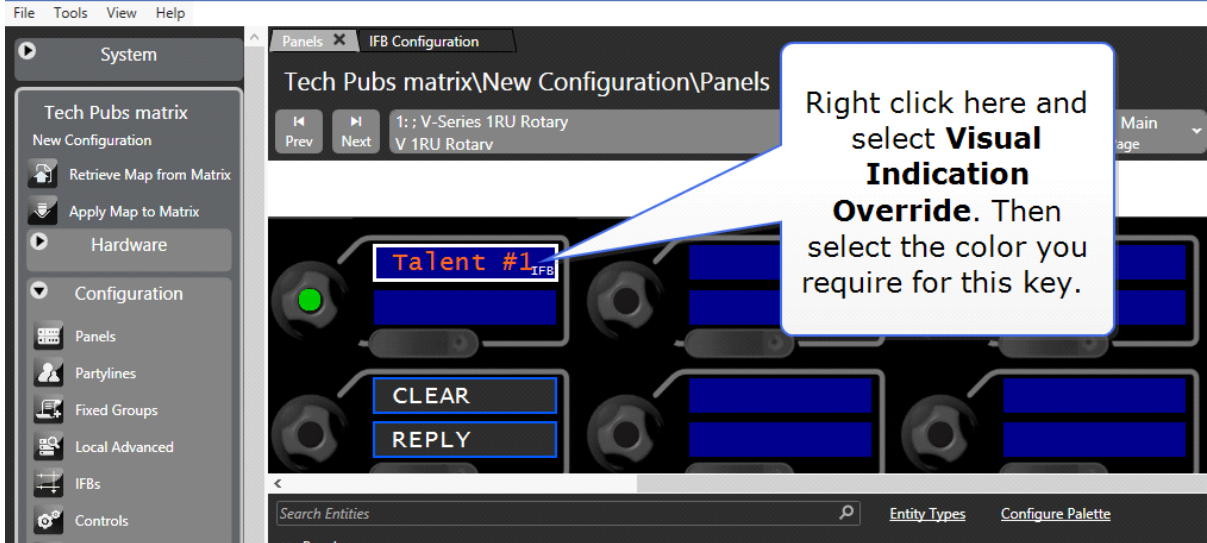 File Tools View Help
System
Tech Pubs matrix
New Configuration
Retrieve Map from Matrix
Apply Map to Matrix
Hardware
Configuration
Panels
Partylines
Fixed Groups
Local Advanced
IFBs
Controls
Panels IFB Configuration
Tech Pubs matrix\New Configuration\Panels
Prev
Next
1: ; V-Series 1RU Rotary
V 1RU Rotary
Main
Right click here and
select Visual
Indication
Override. Then
select the color you
require for this key.
Talent #1
IFB
CLEAR
REPLY
Search Entities
Entity Types
Configure Palette